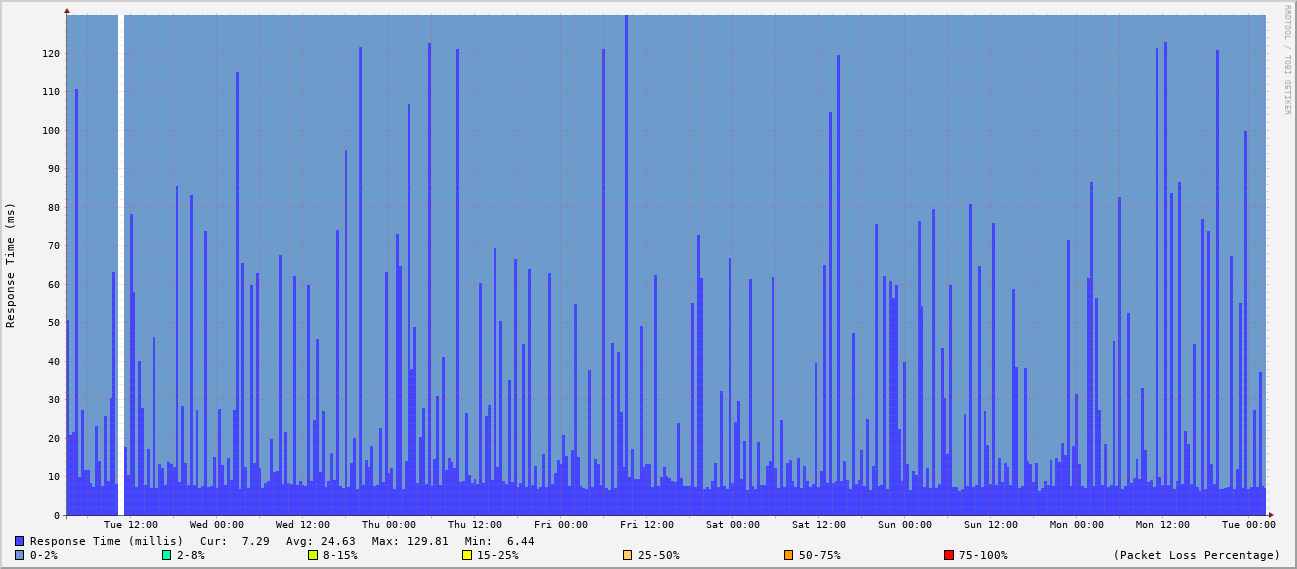 RRDTOOL / TOBI OETIKER
Response Time (ms)
120
110
100
90
80
70
60
50
40
30
20
10
0
Tue 12:00 Wed 00:00 Wed 12:00 Thu 00:00 Thu 12:00 Fri 00:00 Fri 12:00 Sat 00:00 Sat 12:00 Sun 00:00 Sun 12:00 Mon 00:00 Mon 12:00 Tue 00:00
Response Time (millis) Cur: 7.29 Avg: 24.63 Max: 129.81 Min: 6.44
0-2% 2-8% 8-15% 15-25% 25-50% 50-75% 75-100% (Packet Loss Percentage)